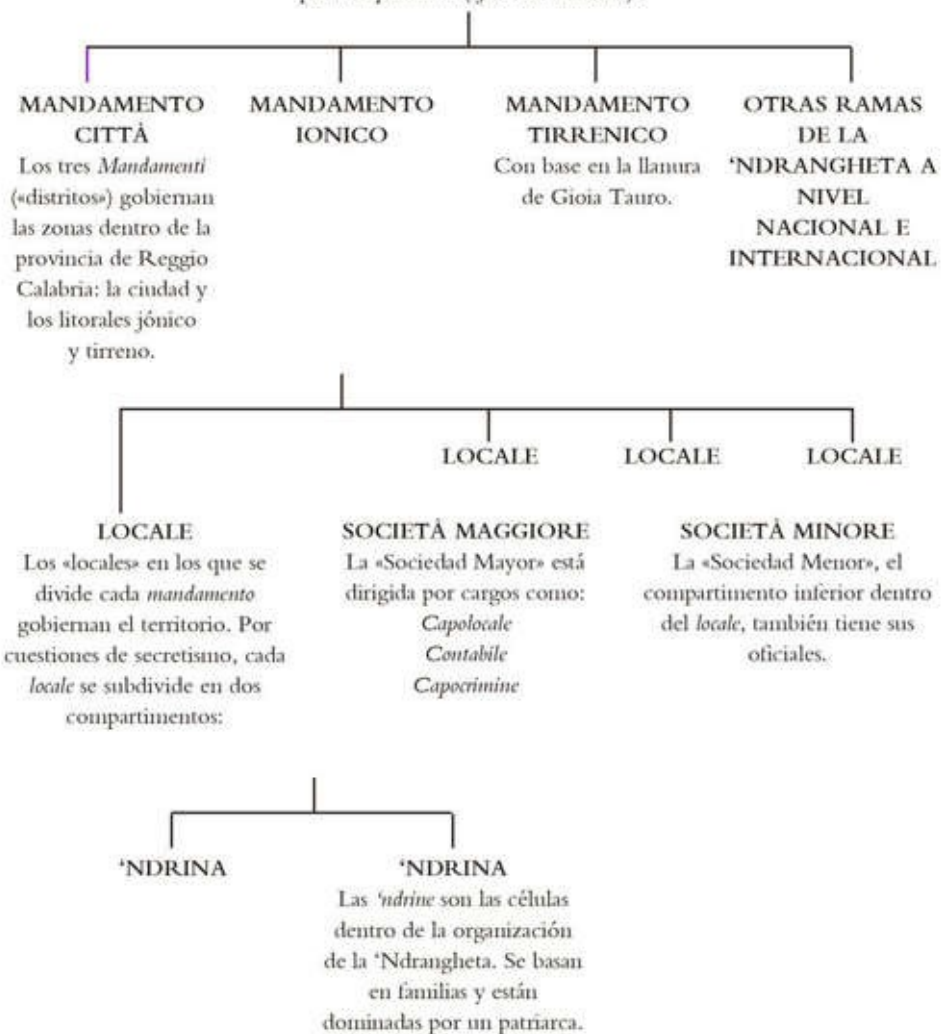 MANDAMENTO
CITTÀ
Los tres Mandamenti
(«distritos») gobiernan
las zonas dentro de la
provincia de Reggio
Calabria: la ciudad y
los litorales jónico
y tirreno.
MANDAMENTO
IONICO
MANDAMENTO
TIRRENICO
Con base en la llanura
de Gioia Tauro.
OTRAS RAMAS
DE LA
‘NDRANGHETA A
NIVEL
NACIONAL E
INTERNACIONAL
LOCALE
LOCALE
LOCALE
LOCALE
Los «locales» en los que se
divide cada mandamento
gobiernan el territorio. Por
cuestiones de secretismo, cada
locale se subdivide en dos
compartimentos:
SOCIETÀ MAGGIORE
La «Sociedad Mayor» está
dirigida por cargos como:
Capolocale
Contabile
Capocrimine
SOCIETÀ MINORE
La «Sociedad Menor», el
compartimento inferior dentro
del locale, también tiene sus
oficiales.
‘NDRINA
‘NDRINA
Las ‘ndrine son las células
dentro de la organización
de la ‘Ndrangheta. Se basan
en familias y están
dominadas por un patriarca.